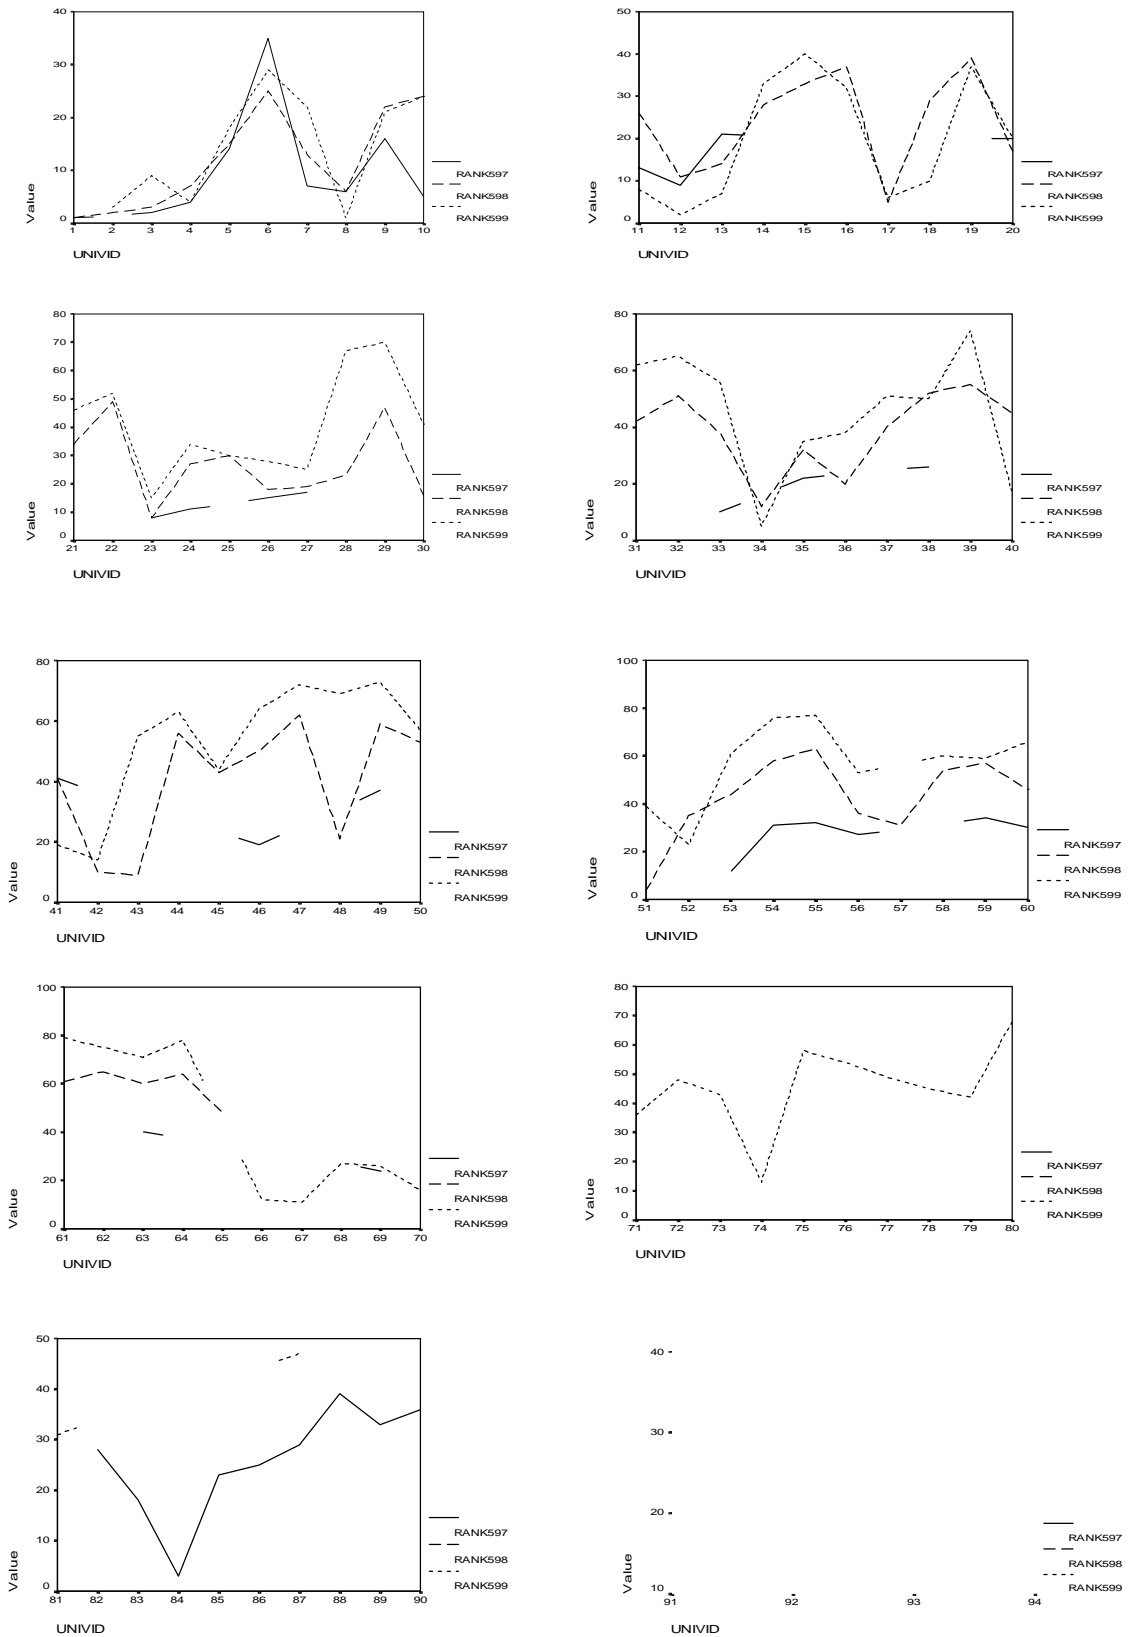 40
30
20
10
0
Value
1 2 3 4 5 6 7 8 9 10
UNIVID
RANK597
RANK598
RANK599
50
40
30
20
10
0
Value
11 12 13 14 15 16 17 18 19 20
UNIVID
RANK597
RANK598
RANK599
80
70
60
50
40
30
20
10
0
Value
21 22 23 24 25 26 27 28 29 30
UNIVID
RANK597
RANK598
RANK599
80
60
40
20
0
Value
31 32 33 34 35 36 37 38 39 40
UNIVID
RANK597
RANK598
RANK599
80
60
40
20
0
Value
41 42 43 44 45 46 47 48 49 50
UNIVID
RANK597
RANK598
RANK599
100
80
60
40
20
0
Value
51 52 53 54 55 56 57 58 59 60
UNIVID
RANK597
RANK598
RANK599
100
80
60
40
20
0
Value
61 62 63 64 65 66 67 68 69 70
UNIVID
RANK597
RANK598
RANK599
80
70
60
50
40
30
20
10
0
Value
71 72 73 74 75 76 77 78 79 80
UNIVID
RANK597
RANK598
RANK599
50
40
30
20
10
0
Value
81 82 83 84 85 86 87 88 89 90
UNIVID
RANK597
RANK598
RANK599
40
30
20
10
Value
91 92 93 94
UNIVID
RANK597
RANK598
RANK599